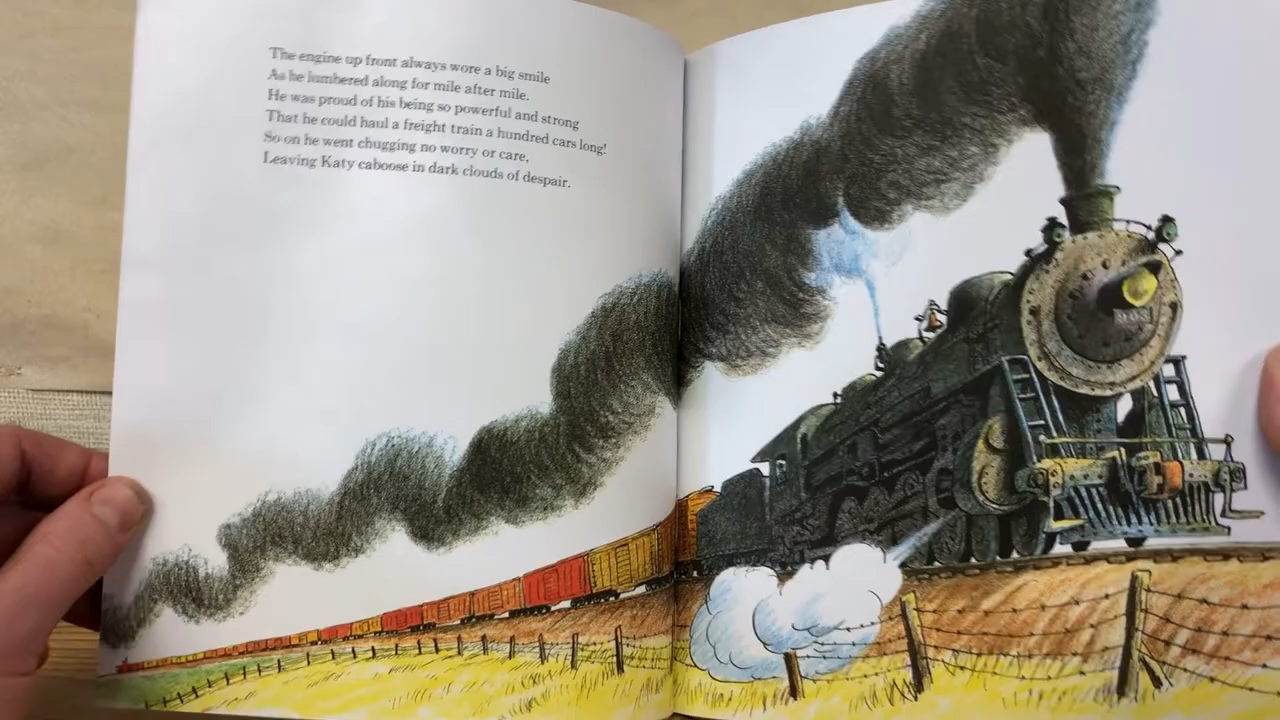 The engine up front always wore a big smile
As he lumbered along for mile after mile.
He was proud of his being so powerful and strong
That he could haul a freight train a hundred cars long!
So on he went chugging no worry or care,
Leaving Katy caboose in dark clouds of despair.